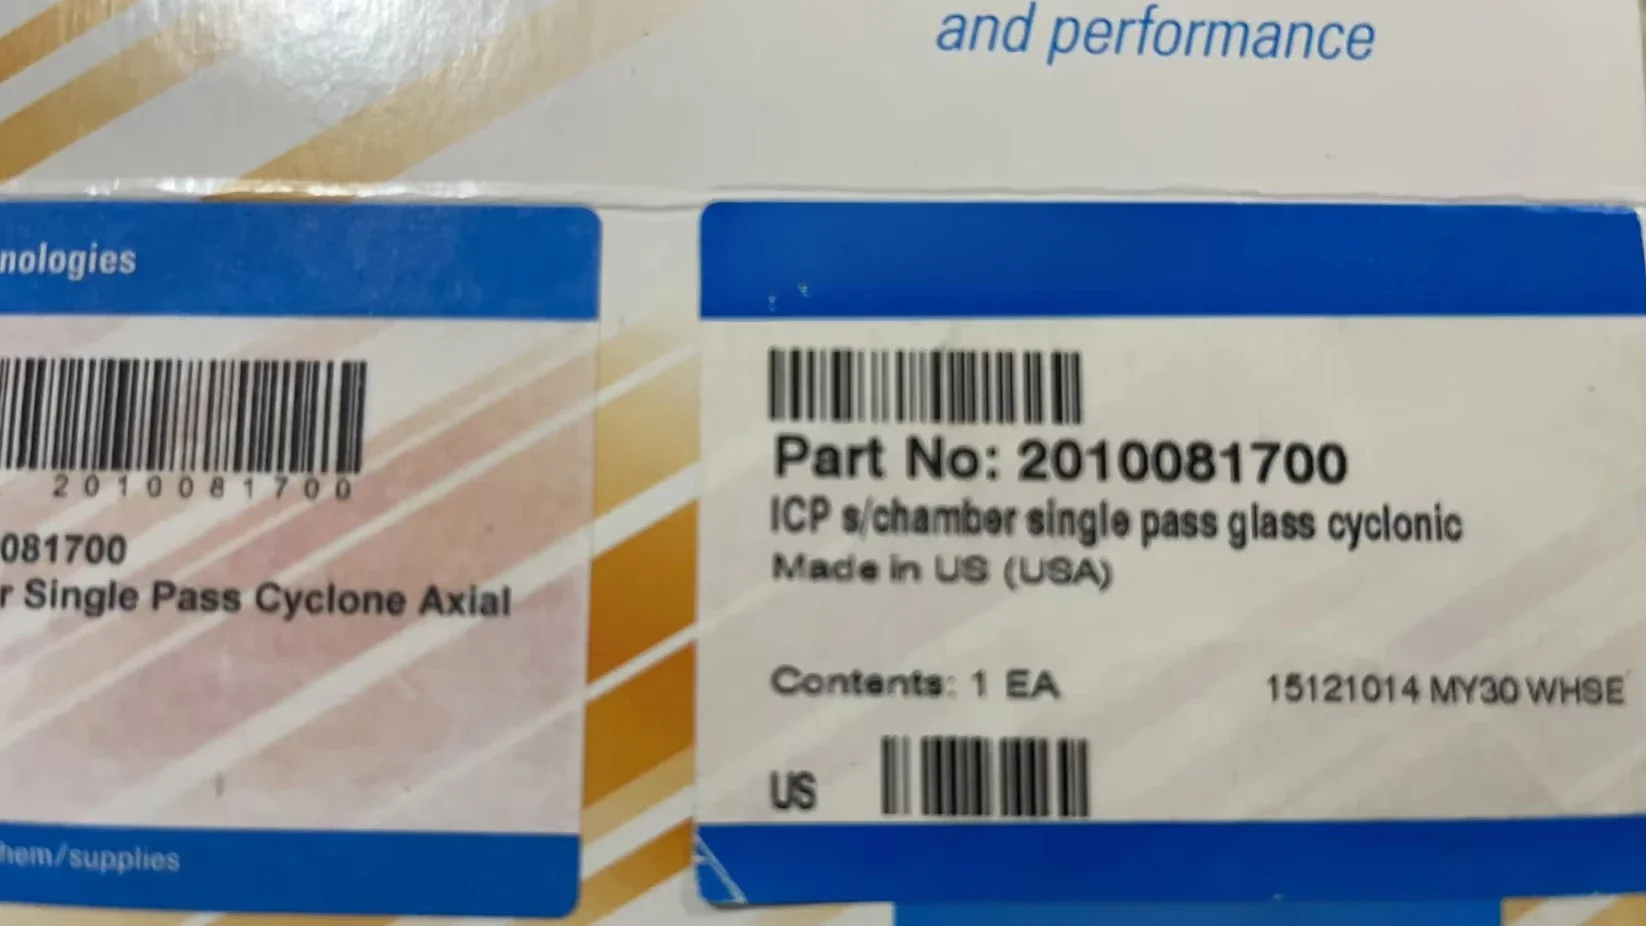 and performance
nologies
2010081700
081700
r Single Pass Cyclone Axial
hem/supplies
Part No: 2010081700
ICP s/chamber single pass glass cyclonic
Made in US (USA)
Contents: 1 EA
15121014 MY30 WHSE
US